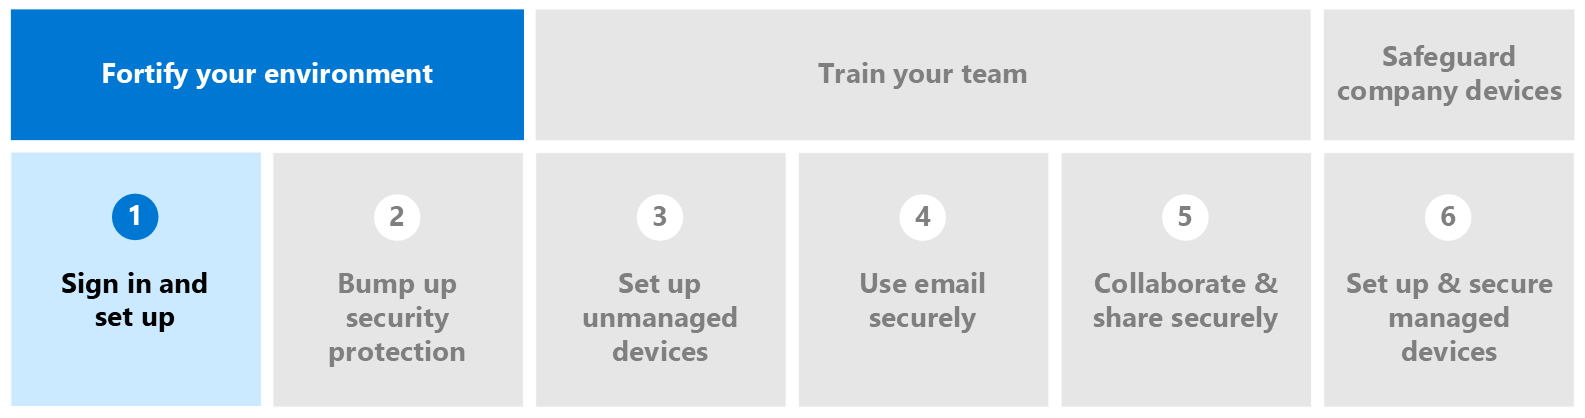 Fortify your environment
Train your team
Safeguard
company devices
1
Sign in and
set up
2
Bump up
security
protection
3
Set up
unmanaged
devices
4
Use email
securely
5
Collaborate &
share securely
6
Set up & secure
managed
devices